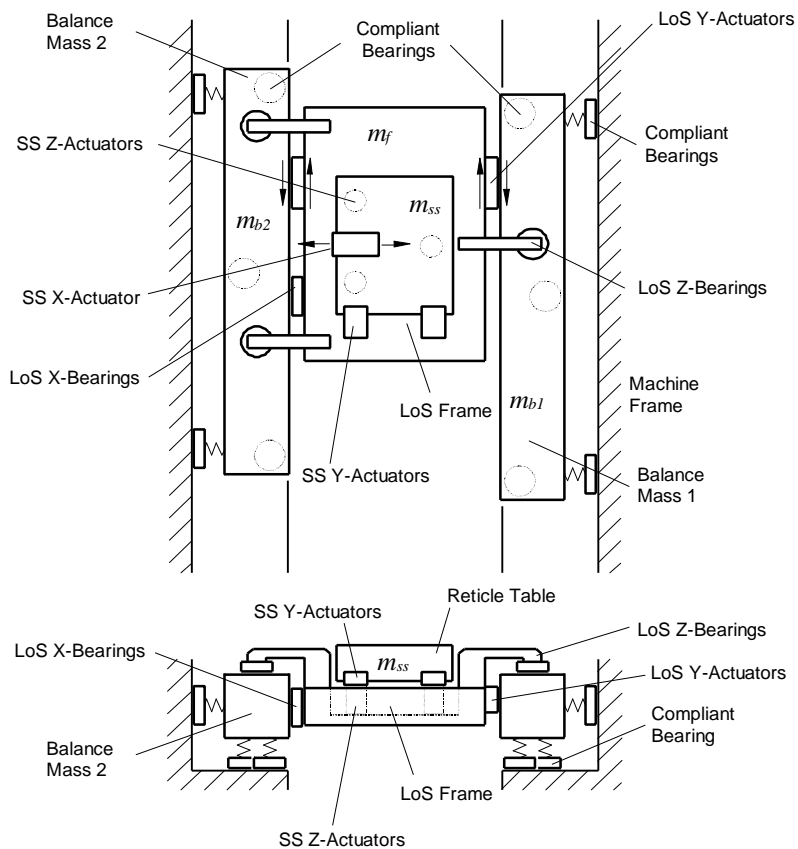 Balance
Mass 2
Compliant
Bearings
LoS Y-Actuators
SS Z-Actuators
m_f
Compliant
Bearings
m_ss
m_b2
SS X-Actuator
LoS Z-Bearings
LoS X-Bearings
LoS Frame
m_b1
Machine
Frame
SS Y-Actuators
Balance
Mass 1
SS Y-Actuators
Reticle Table
LoS X-Bearings
LoS Z-Bearings
m_ss
LoS Y-Actuators
Balance
Mass 2
Compliant
Bearing
LoS Frame
SS Z-Actuators